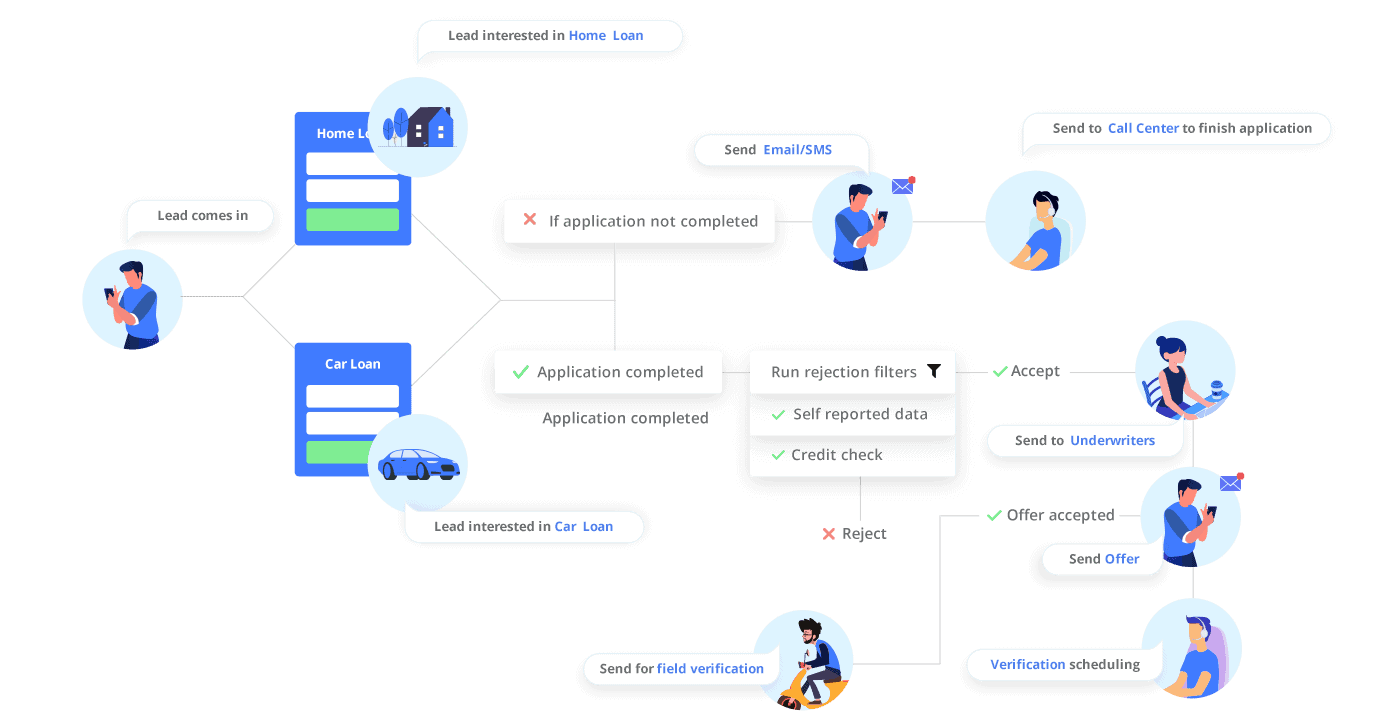 Lead interested in Home Loan
Send to Call Center to finish application
Home Lo
Send Email/SMS
Lead comes in
If application not completed
Car Loan
Application completed
Run rejection filters
Accept
Application completed
Self reported data
Send to Underwriters
Credit check
Lead interested in Car Loan
Offer accepted
Reject
Send Offer
Send for field verification
Verification scheduling